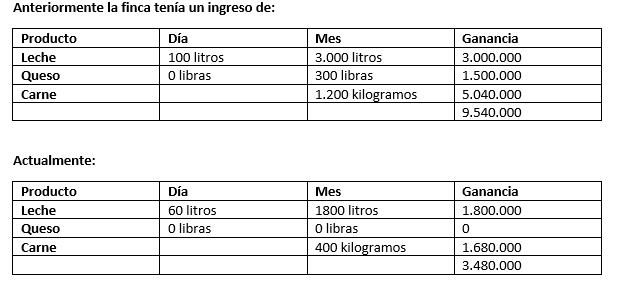 Anteriormente la finca tenía un ingreso de:
Producto Día Mes Ganancia
Leche 100 litros 3.000 litros 3.000.000
Queso 0 libras 300 libras 1.500.000
Carne 1.200 kilogramos 5.040.000
9.540.000
Actualmente:
Producto Día Mes Ganancia
Leche 60 litros 1800 litros 1.800.000
Queso 0 libras 0 libras 0
Carne 400 kilogramos 1.680.000
3.480.000